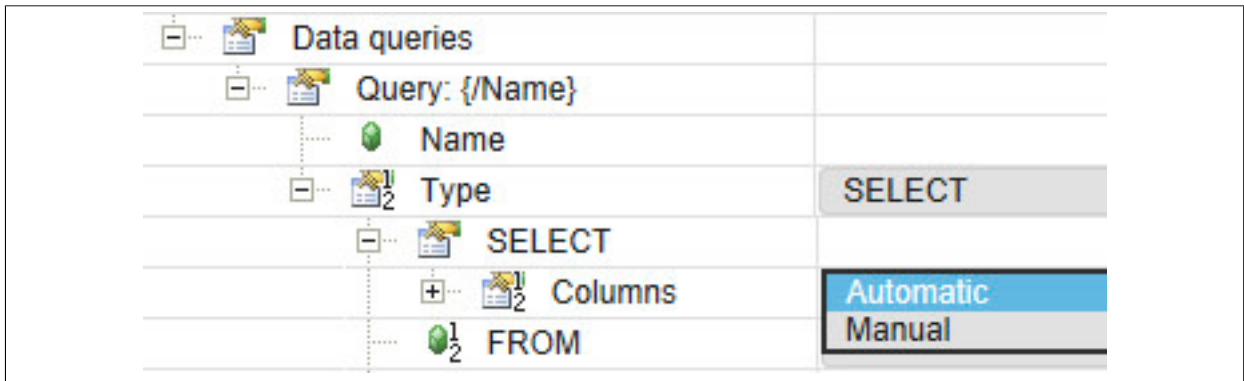 Data queries
Query: {/Name}
Name
Type SELECT
SELECT
Columns Automatic
FROM Manual